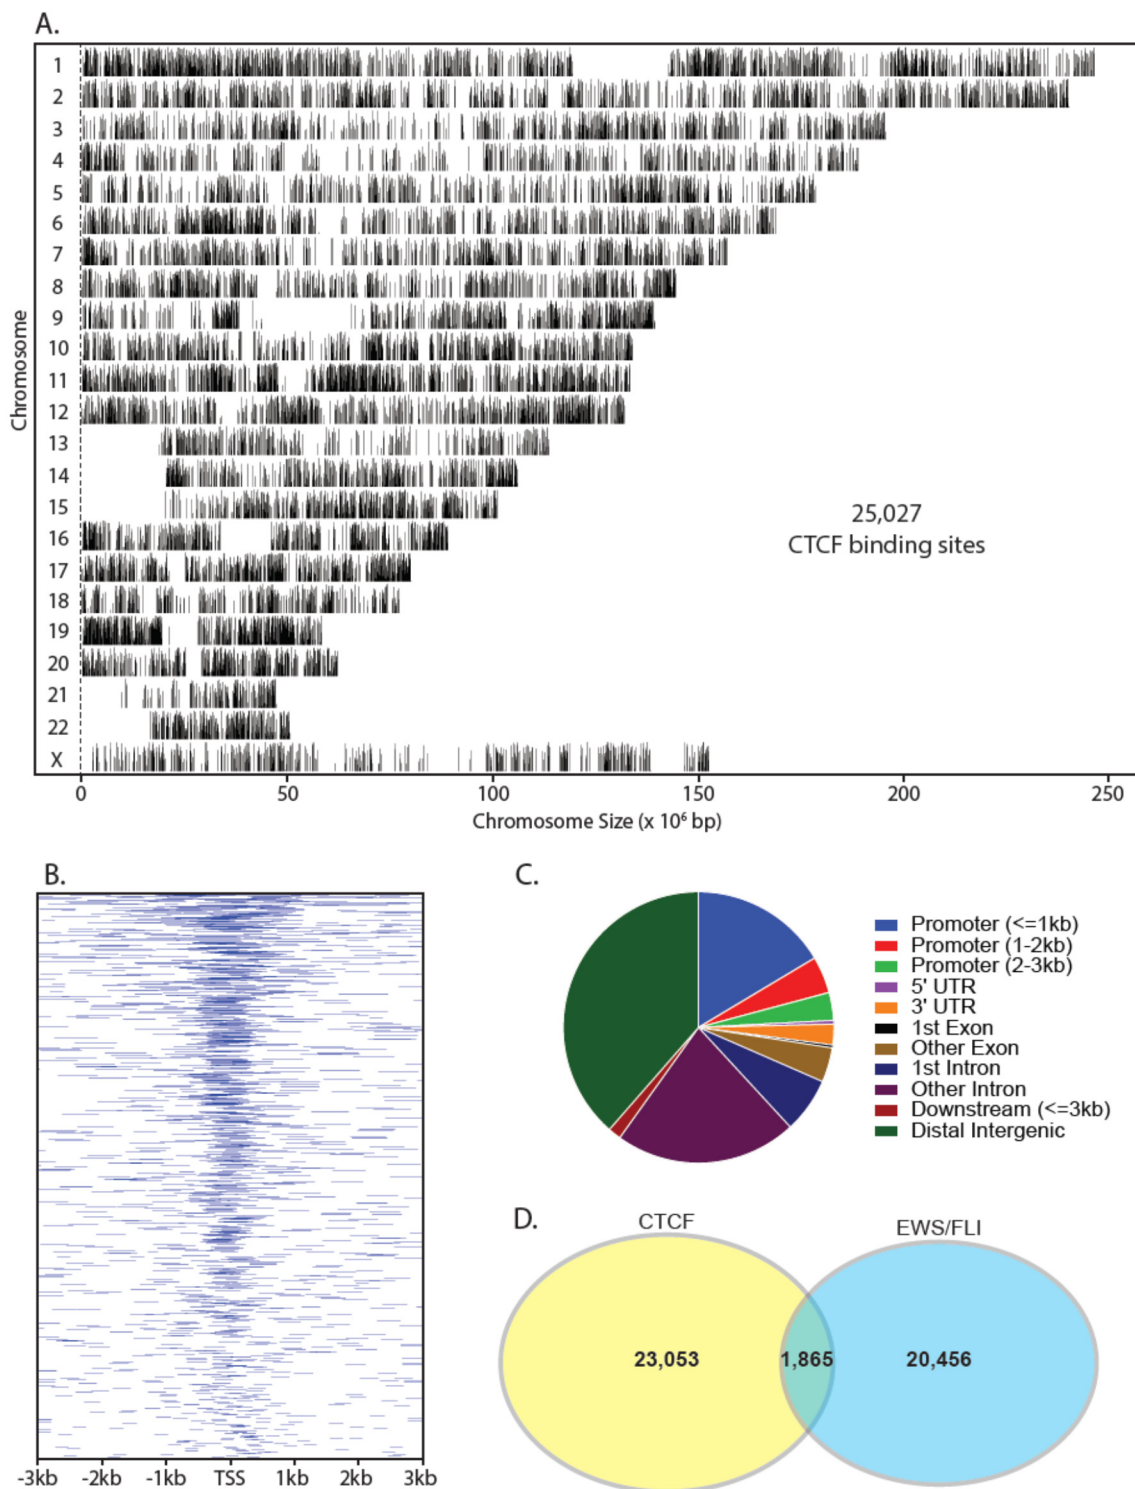 A.
Chromosome
1
2
3
4
5
6
7
8
9
10
11
12
13
14
15
16
17
18
19
20
21
22
X
25,027
CTCF binding sites
0 50 100 150 200 250
Chromosome Size (x 10⁶ bp)
B.
-3kb -2kb -1kb TSS 1kb 2kb 3kb
C.
Promoter (<=1kb)
Promoter (1-2kb)
Promoter (2-3kb)
5' UTR
3' UTR
1st Exon
Other Exon
1st Intron
Other Intron
Downstream (<=3kb)
Distal Intergenic
D.
CTCF EWS/FLI
23,053 1,865 20,456